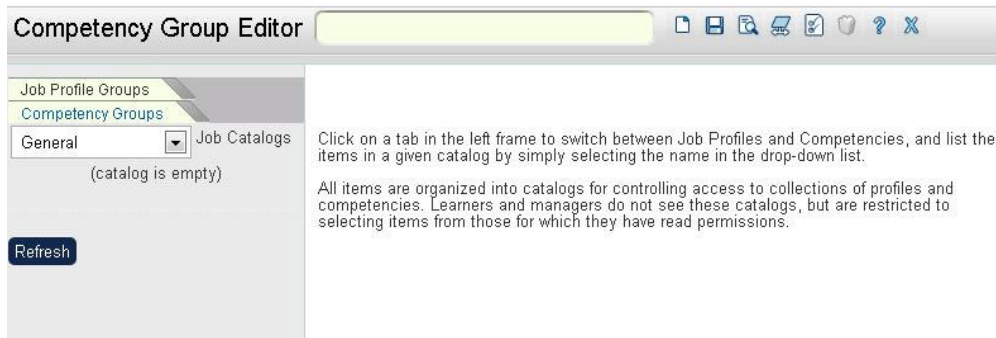 Competency Group Editor
Job Profile Groups
Competency Groups
General
Job Catalogs
(catalog is empty)
Refresh
Click on a tab in the left frame to switch between Job Profiles and Competencies, and list the
items in a given catalog by simply selecting the name in the drop-down list.
All items are organized into catalogs for controlling access to collections of profiles and
competencies. Learners and managers do not see these catalogs, but are restricted to
selecting items from those for which they have read permissions.